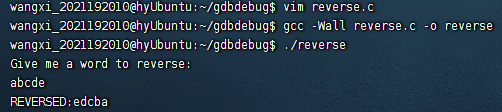 wangxi_2021192010@hyUbuntu:~/gdbdebug$ vim reverse.c
wangxi_2021192010@hyUbuntu:~/gdbdebug$ gcc -Wall reverse.c -o reverse
wangxi_2021192010@hyUbuntu:~/gdbdebug$ ./reverse
Give me a word to reverse:
abcde
REVERSED:edcba